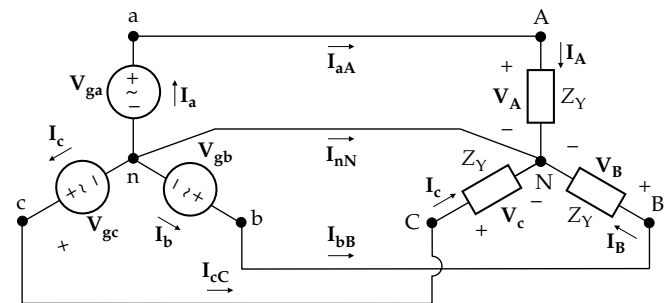 a
A
I_aA
I_A
V_ga
+
~
−
I_a
+
V_A
Z_Y
−
I_c
V_gb
I_nN
n
Z_Y
−
V_B
N
+ ~ −
− ~ +
I_c
−
+
c
V_gc
b
C
V_c
Z_Y
B
+
I_b
+
I_bB
I_B
I_cC